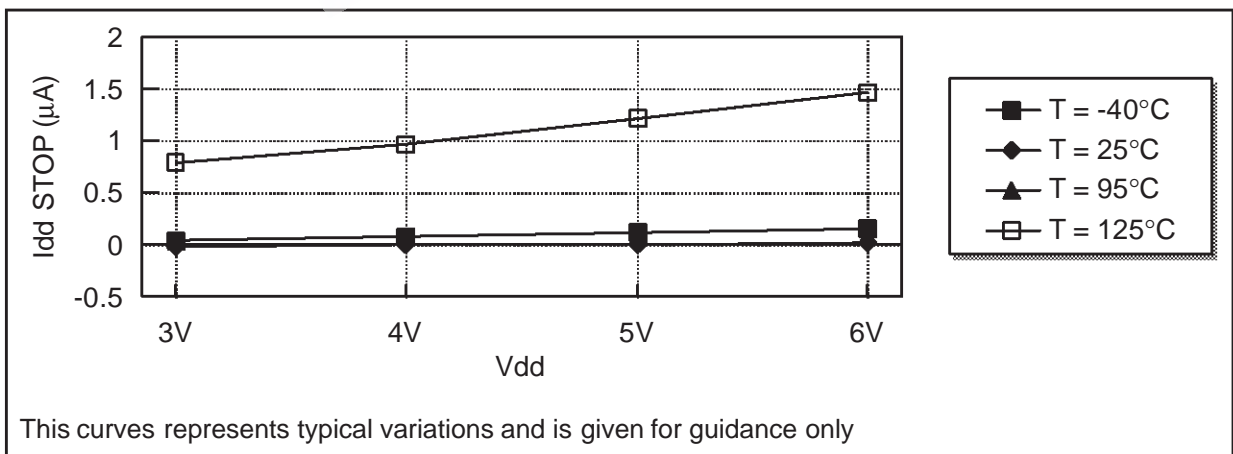 2
1.5
1
0.5
0
-0.5
Idd STOP (μA)
3V 4V 5V 6V
Vdd
T = -40°C
T = 25°C
T = 95°C
T = 125°C
This curves represents typical variations and is given for guidance only